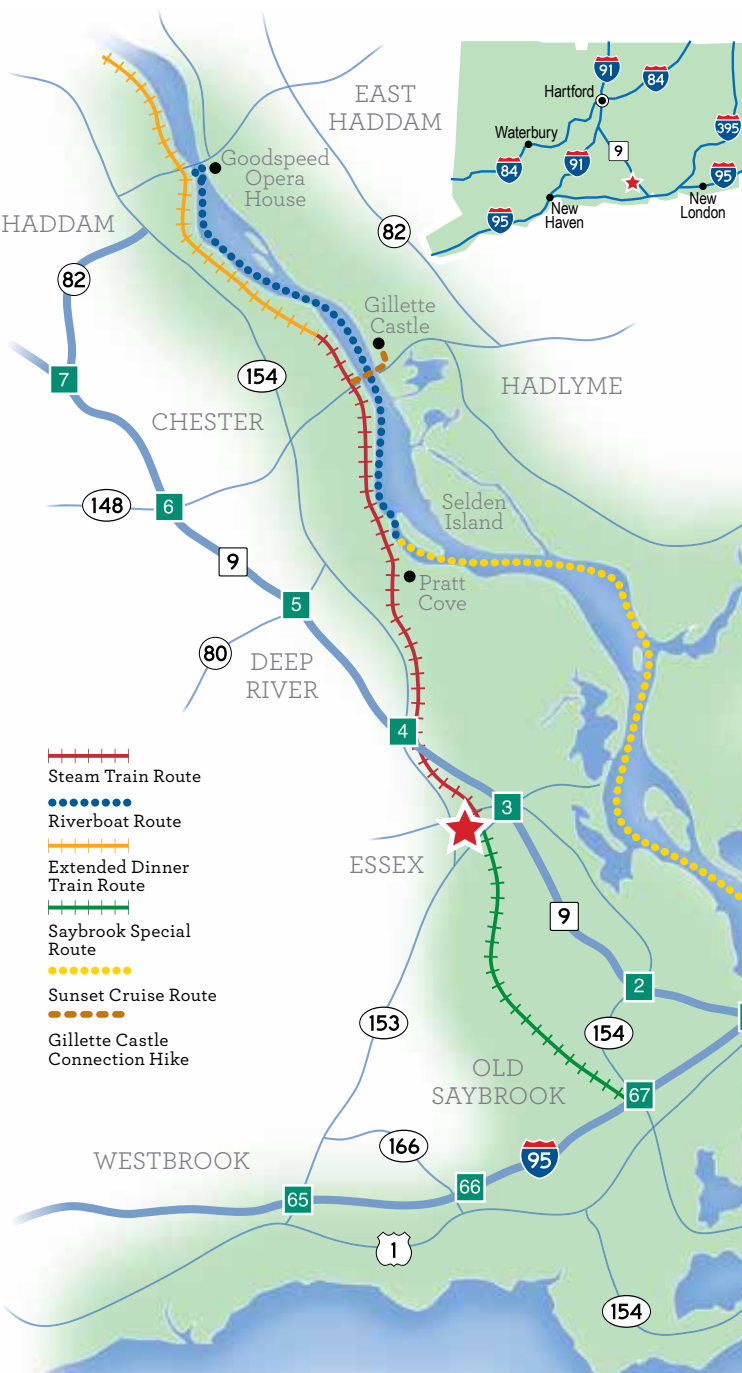 EAST
HADDAM
Goodspeed
Opera
House
HADDAM
82
82
Gillette
Castle
154
HADLYME
7
CHESTER
148
6
Selden
Island
9
Pratt
Cove
5
80
DEEP
RIVER
4
3
ESSEX
9
2
153
154
OLD
SAYBROOK
67
166
95
WESTBROOK
66
65
1
154
91
84
Hartford
395
Waterbury
9
91
84
95
New
Haven
New
London
95
Steam Train Route
Riverboat Route
Extended Dinner
Train Route
Saybrook Special
Route
Sunset Cruise Route
Gillette Castle
Connection Hike